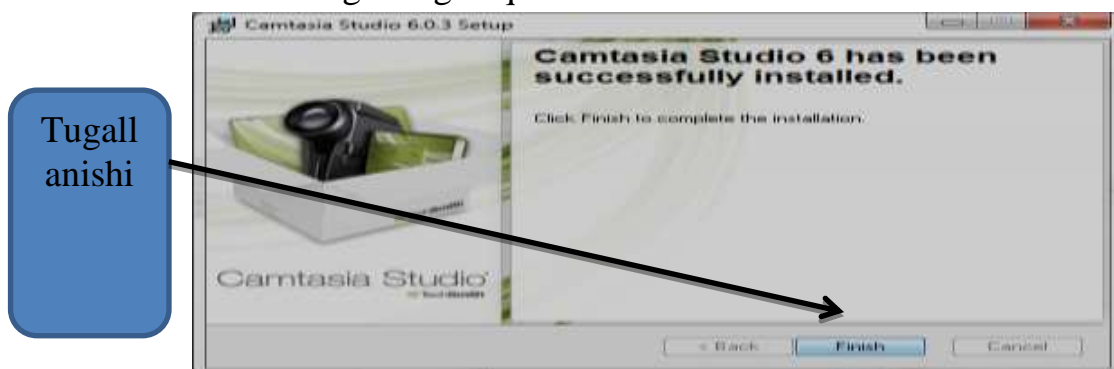 Camtasia Studio 6.0.3 Setup
Camtasia Studio 6 has been
successfully installed.
Click Finish to complete the installation.
Tugall
anishi
Camtasia Studio
< Back
Finish
Cancel